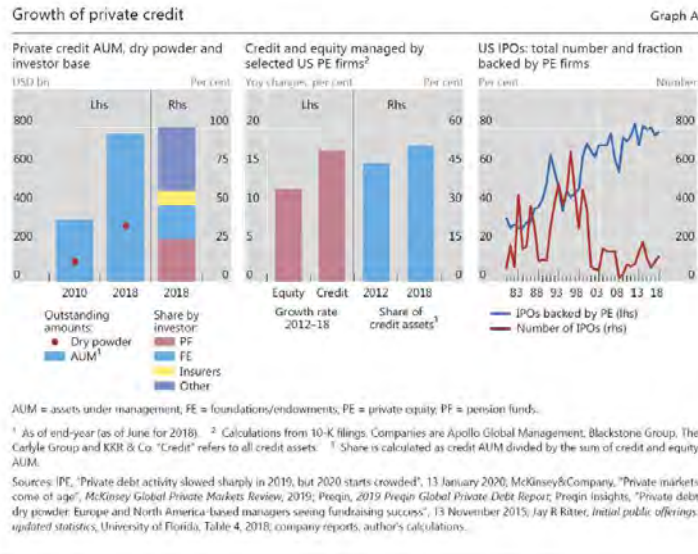 Growth of private credit
Graph A
Private credit AUM, dry powder and
investor base
USD bn
Per cent
Lhs
Rhs
800
600
400
200
0
100
75
50
25
0
2010
2018
2018
Outstanding
amounts:
Dry powder
AUM¹
Share by
investor:
PF
FE
Insurers
Other
Credit and equity managed by
selected US PE firms²
Yoy changes, per cent
Per cent
Lhs
Rhs
20
15
10
5
0
60
45
30
15
0
Equity
Credit
2012
2018
Growth rate
2012–18
Share of
credit assets³
US IPOs: total number and fraction
backed by PE firms
Per cent
Number
80
60
40
20
0
800
600
400
200
0
83 88 93 98 03 08 13 18
IPOs backed by PE (lhs)
Number of IPOs (rhs)
AUM = assets under management; FE = foundations/endowments; PE = private equity; PF = pension funds.
¹ As of end-year (as of June for 2018). ² Calculations from 10-K filings. Companies are Apollo Global Management, Blackstone Group, The
Carlyle Group and KKR & Co. "Credit" refers to all credit assets. ³ Share is calculated as credit AUM divided by the sum of credit and equity
AUM.
Sources: IPE, "Private debt activity slowed sharply in 2019, but 2020 starts crowded", 13 January 2020; McKinsey&Company, "Private markets
come of age", McKinsey Global Private Markets Review, 2019; Preqin, 2019 Preqin Global Private Debt Report; Preqin Insights, "Private debt
dry powder: Europe and North America-based managers seeing fundraising success", 13 November 2015; Jay R Ritter, Initial public offerings:
updated statistics, University of Florida, Table 4, 2018; company reports; author's calculations.